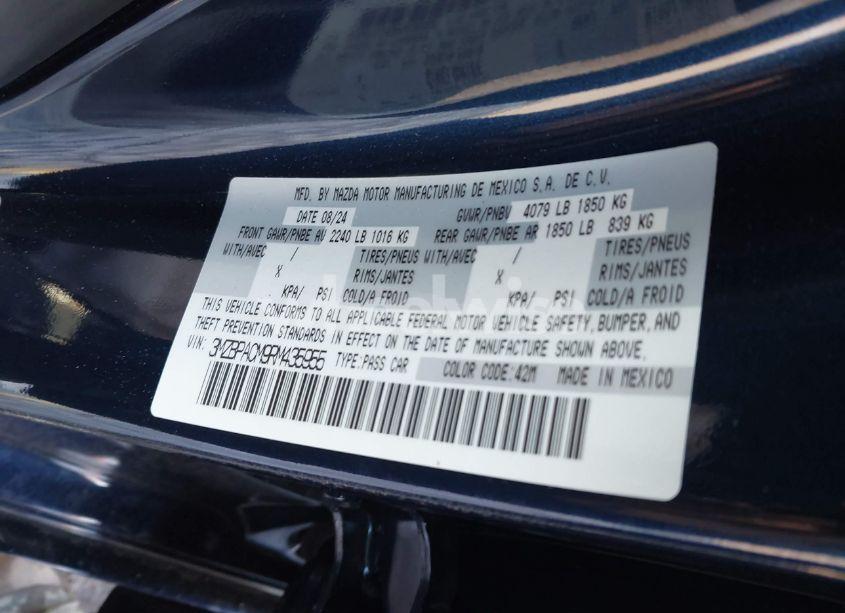 MFD. BY MAZDA MOTOR MANUFACTURING DE MEXICO S.A. DE C.V.
DATE 08/24 GVWR/PNBV 4079 LB 1850 KG
FRONT GAWR/PNBE AV 2240 LB 1016 KG REAR GAWR/PNBE AR 1850 LB 839 KG
WITH/AVEC / TIRES/PNEUS WITH/AVEC / TIRES/PNEUS
X RIMS/JANTES X RIMS/JANTES
. KPA/ PSI COLD/A FROID . KPA/ PSI COLD/A FROID
THIS VEHICLE CONFORMS TO ALL APPLICABLE FEDERAL MOTOR VEHICLE SAFETY, BUMPER, AND
THEFT PREVENTION STANDARDS IN EFFECT ON THE DATE OF MANUFACTURE SHOWN ABOVE.
VIN: 3MZBPACM9RM435955 TYPE:PASS CAR COLOR CODE:42M MADE IN MEXICO